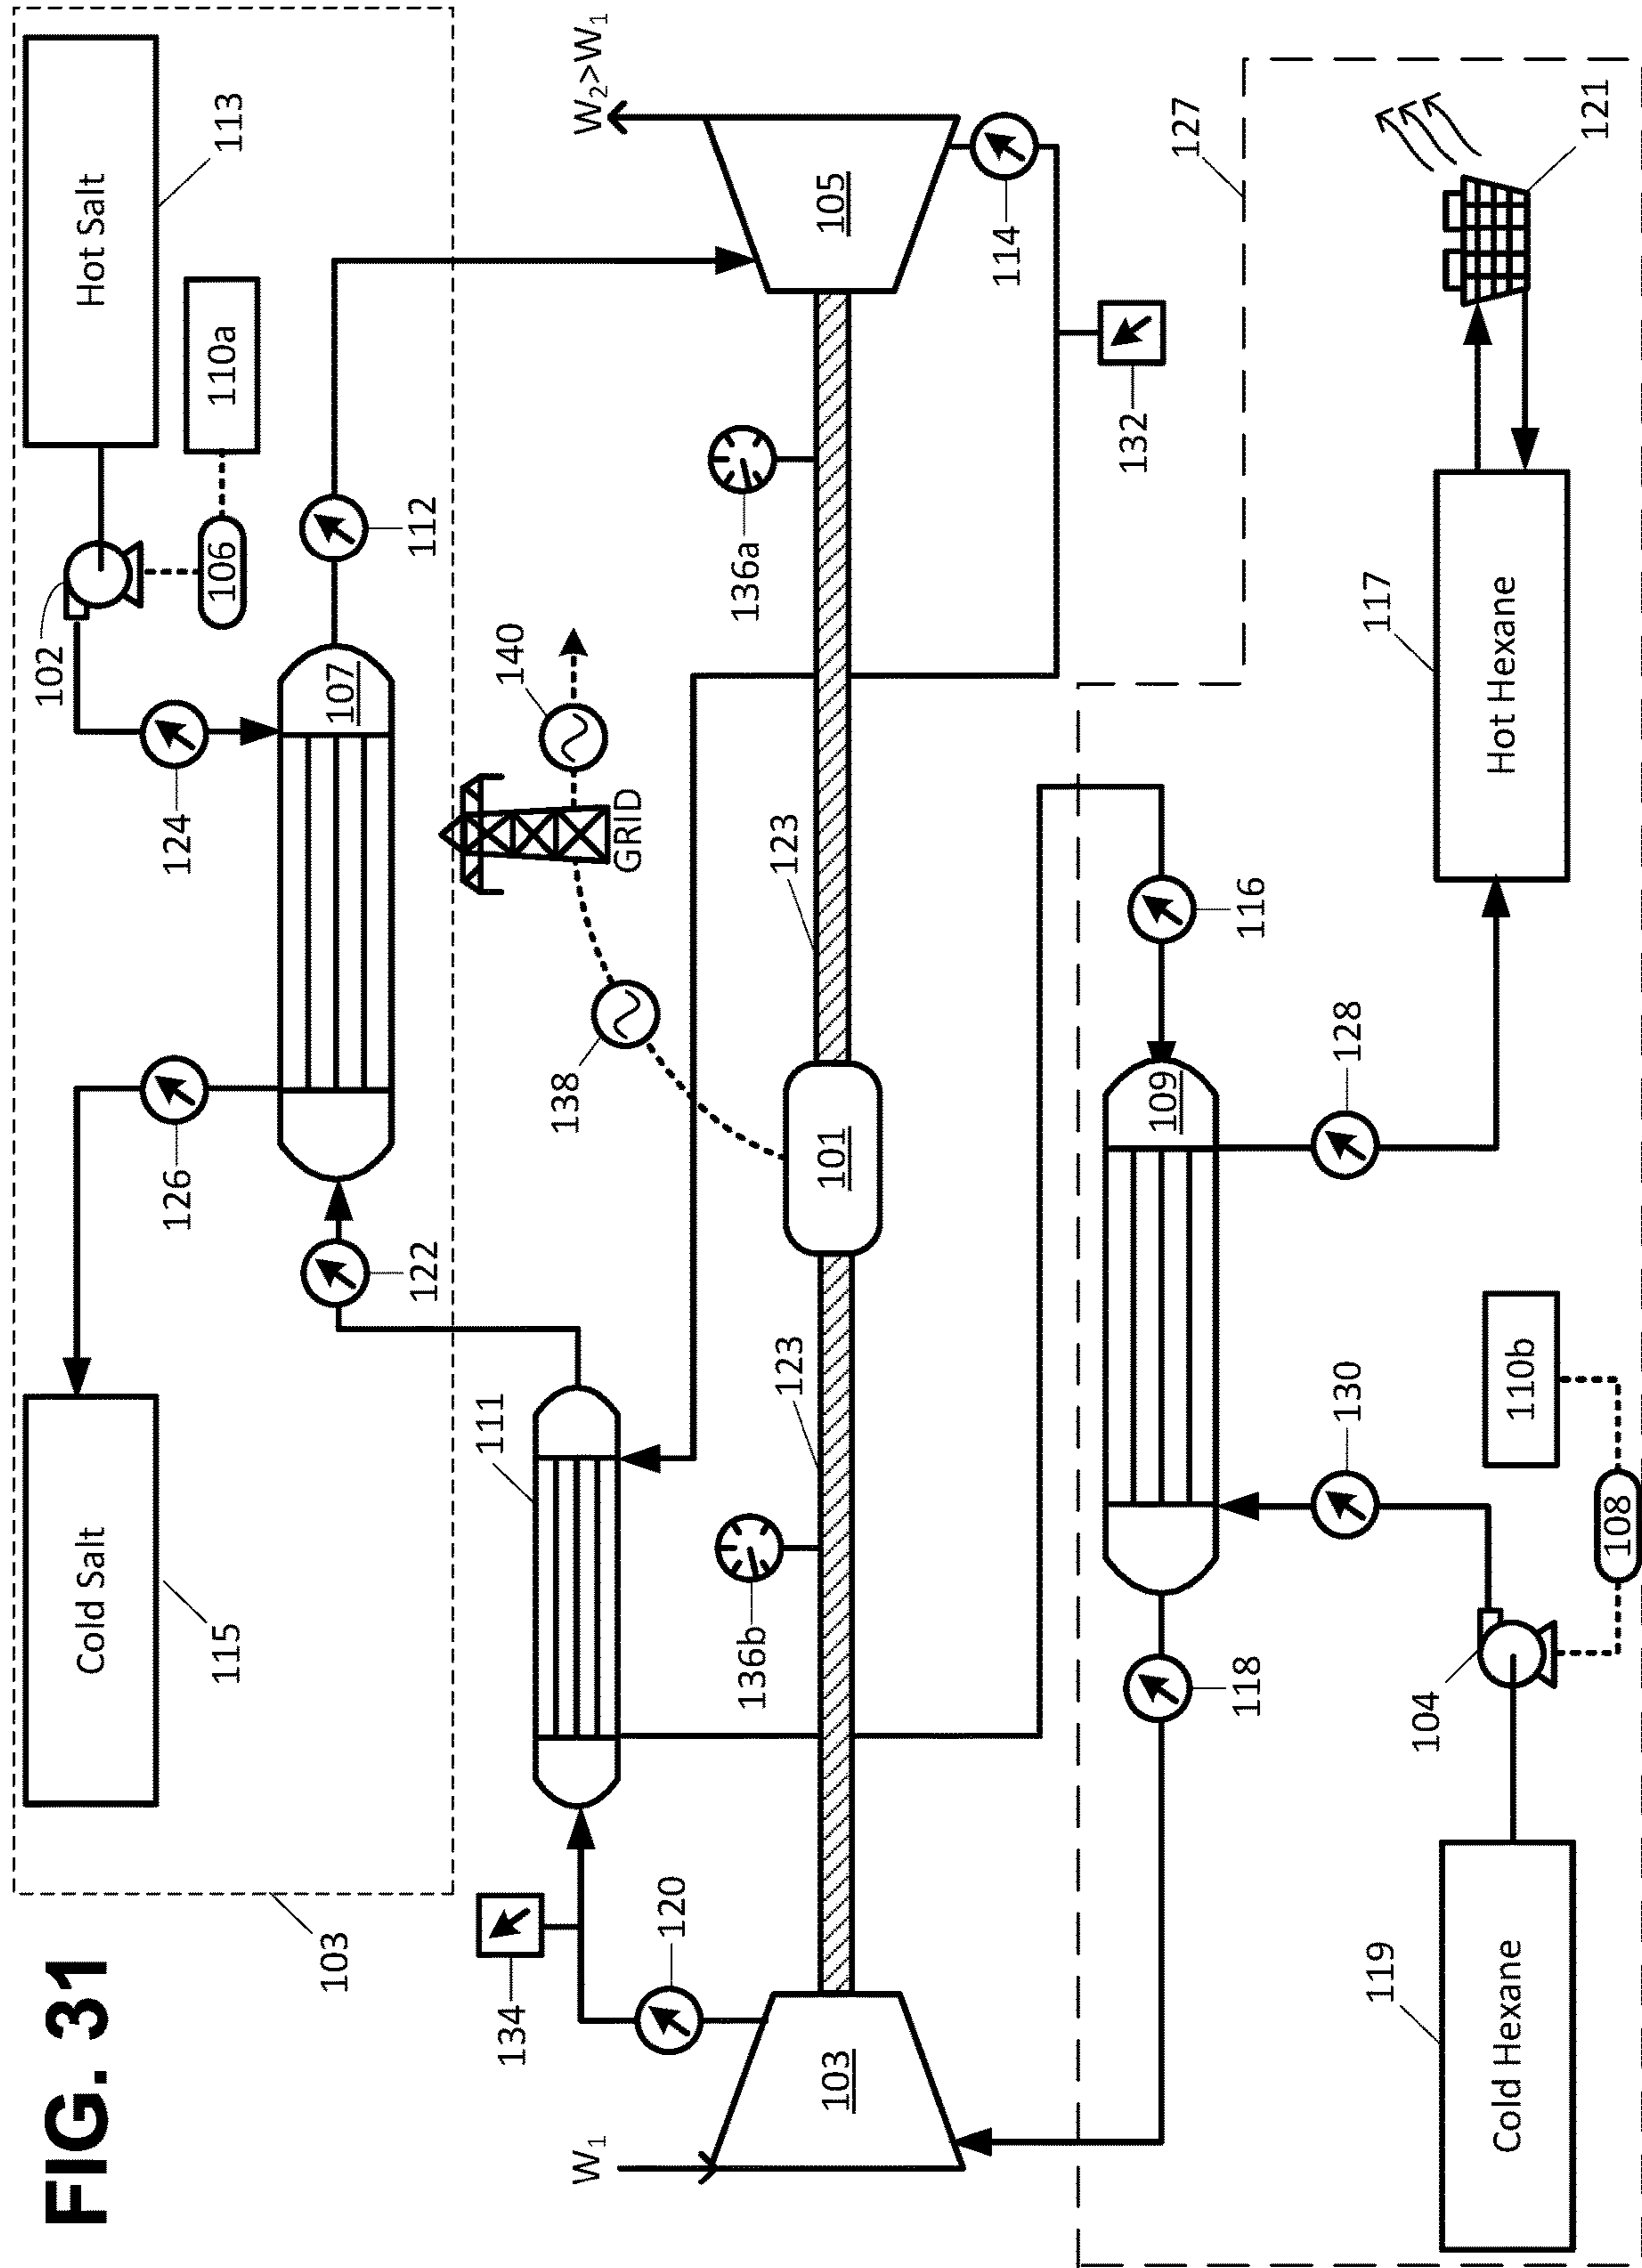 FIG. 31
Cold Salt
115
103
Hot Salt
113
102
106
110a
124
126
107
112
122
W₂>W₁
134
120
111
138
140
GRID
136b
123
123
136a
105
114
W₁
103
101
132
127
118
109
116
119
Cold Hexane
104
130
108
110b
128
117
Hot Hexane
121